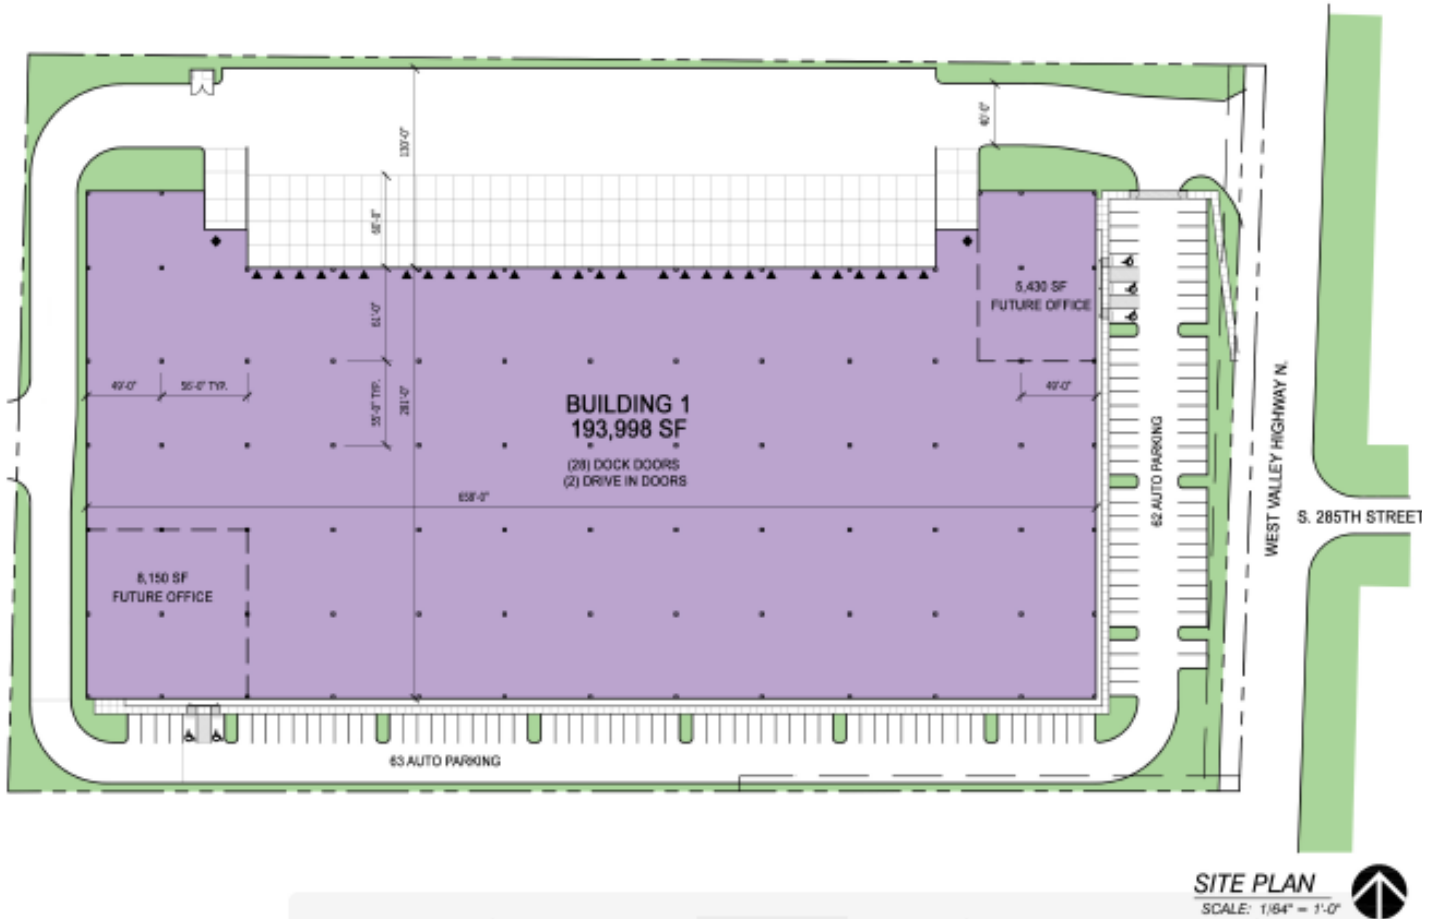 130'-0"
40'-0"
60'-0"
5,430 SF
FUTURE OFFICE
61'-0"
49'-0"
56'-0" TYP.
55'-0" TYP.
281'-0"
49'-0"
BUILDING 1
193,998 SF
(28) DOCK DOORS
(2) DRIVE IN DOORS
658'-0"
62 AUTO PARKING
WEST VALLEY HIGHWAY N.
S. 285TH STREET
8,150 SF
FUTURE OFFICE
63 AUTO PARKING
SITE PLAN
SCALE: 1/64" = 1'-0"